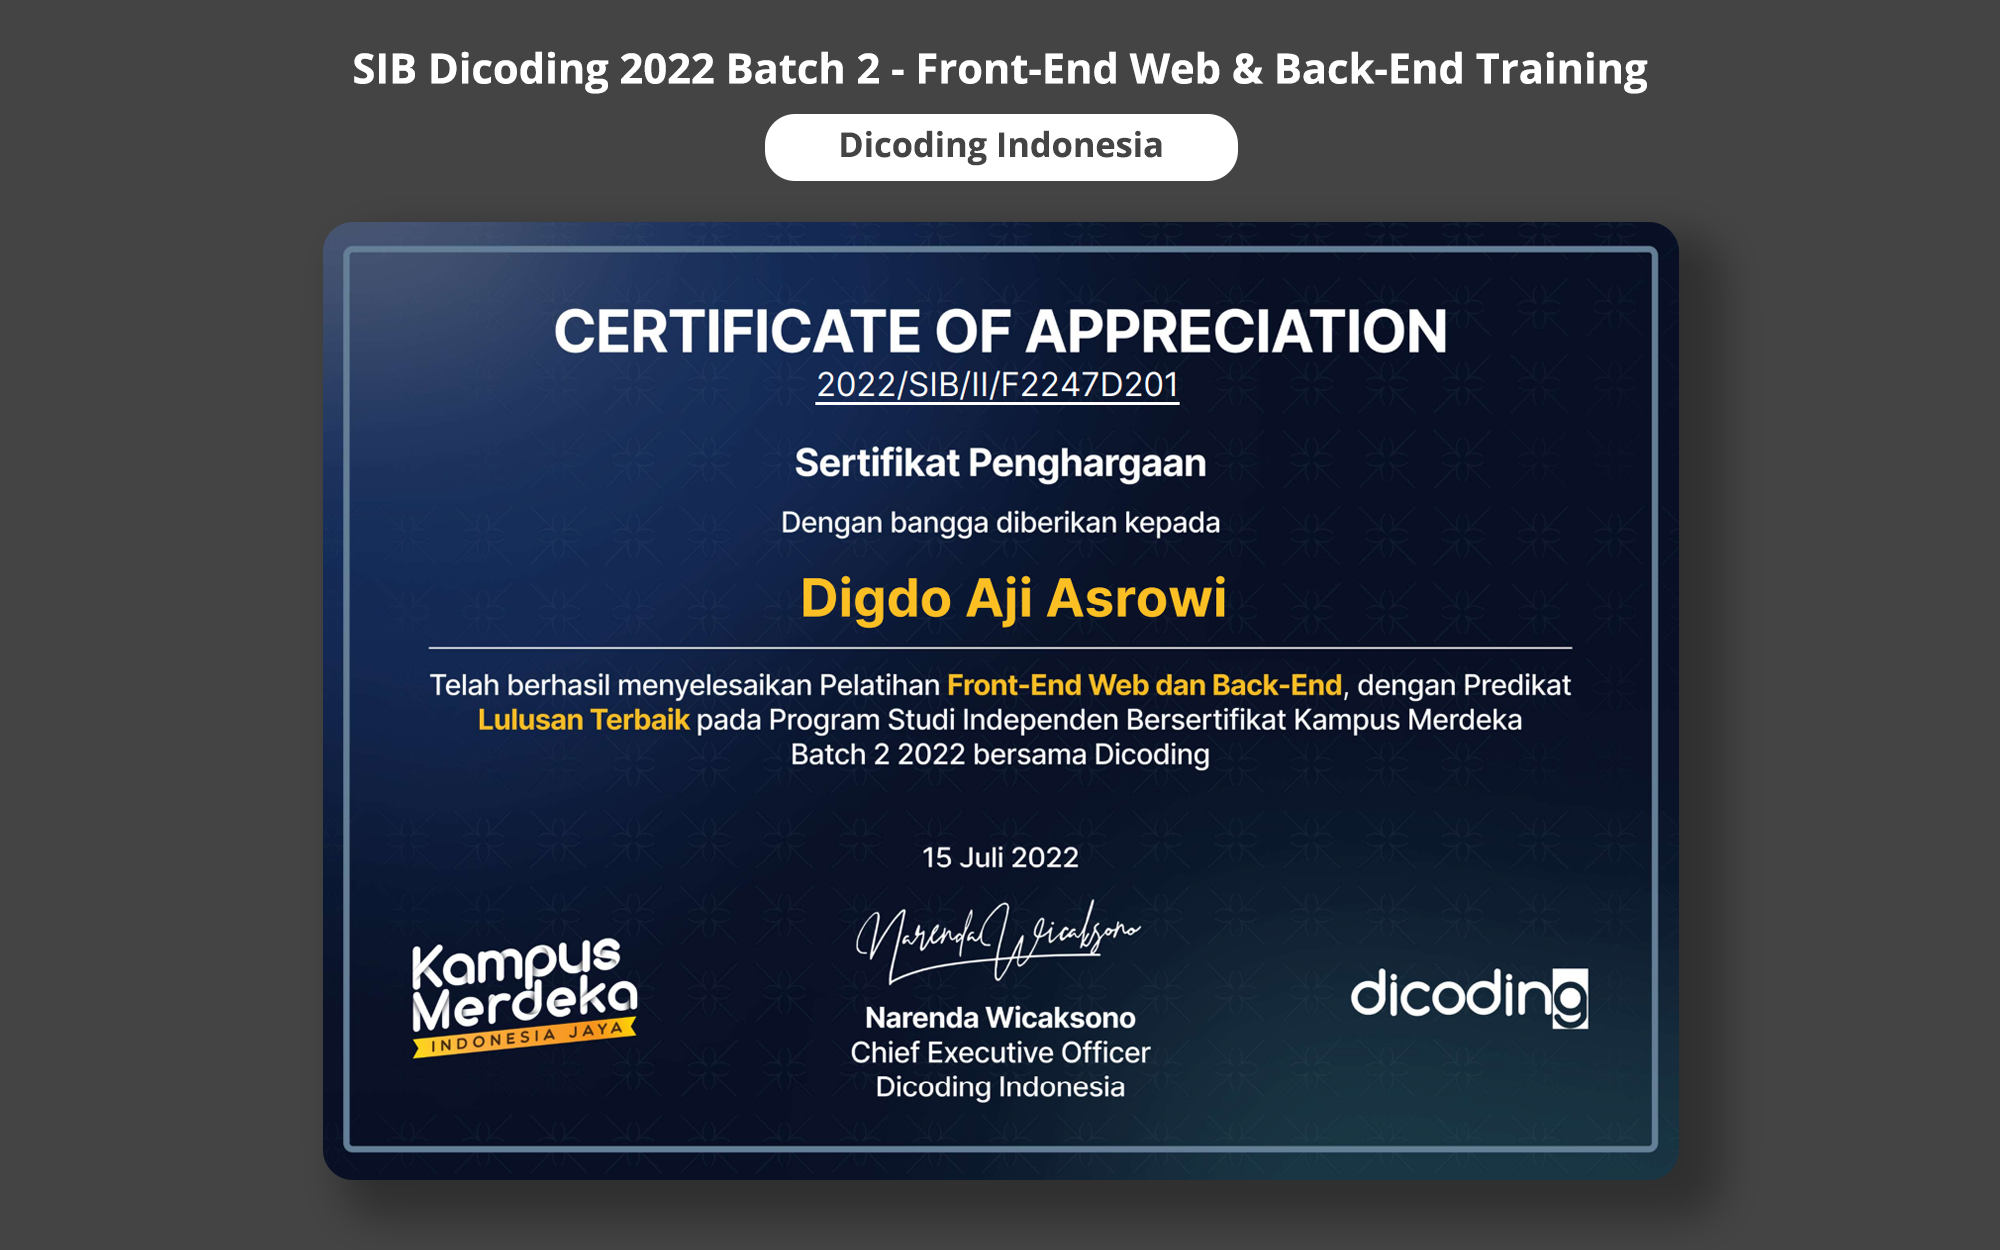 SIB Dicoding 2022 Batch 2 - Front-End Web & Back-End Training
Dicoding Indonesia
CERTIFICATE OF APPRECIATION
2022/SIB/II/F2247D201
Sertifikat Penghargaan
Dengan bangga diberikan kepada
Digdo Aji Asrowi
Telah berhasil menyelesaikan Pelatihan Front-End Web dan Back-End, dengan Predikat
Lulusan Terbaik pada Program Studi Independen Bersertifikat Kampus Merdeka
Batch 2 2022 bersama Dicoding
15 Juli 2022
Narenda Wicaksono
Narenda Wicaksono
Chief Executive Officer
Dicoding Indonesia
Kampus
Merdeka
INDONESIA JAYA
dicoding